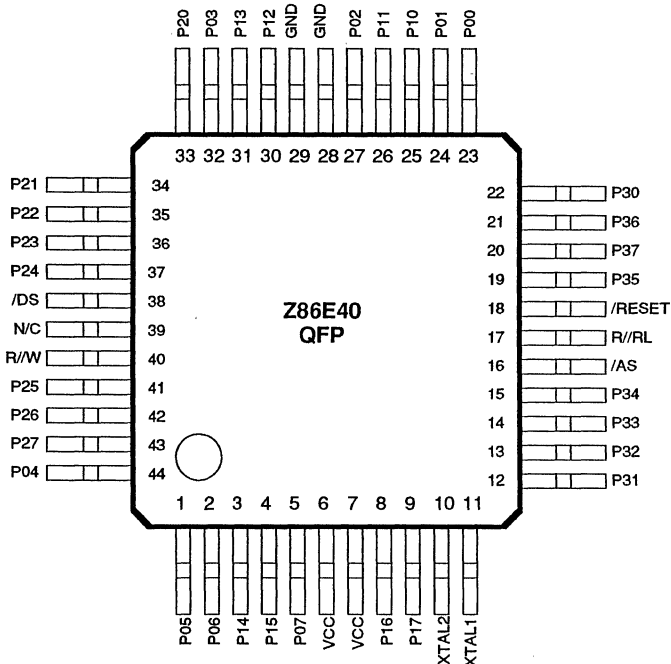 P20 P03 P13 P12 GND GND P02 P11 P10 P01 P00
33 32 31 30 29 28 27 26 25 24 23
P21 34
P22 35
P23 36
P24 37
/DS 38
N/C 39
R//W 40
P25 41
P26 42
P27 43
P04 44
Z86E40
QFP
22 P30
21 P36
20 P37
19 P35
18 /RESET
17 R//RL
16 /AS
15 P34
14 P33
13 P32
12 P31
1 2 3 4 5 6 7 8 9 10 11
P05 P06 P14 P15 P07 VCC VCC P16 P17 XTAL2 XTAL1